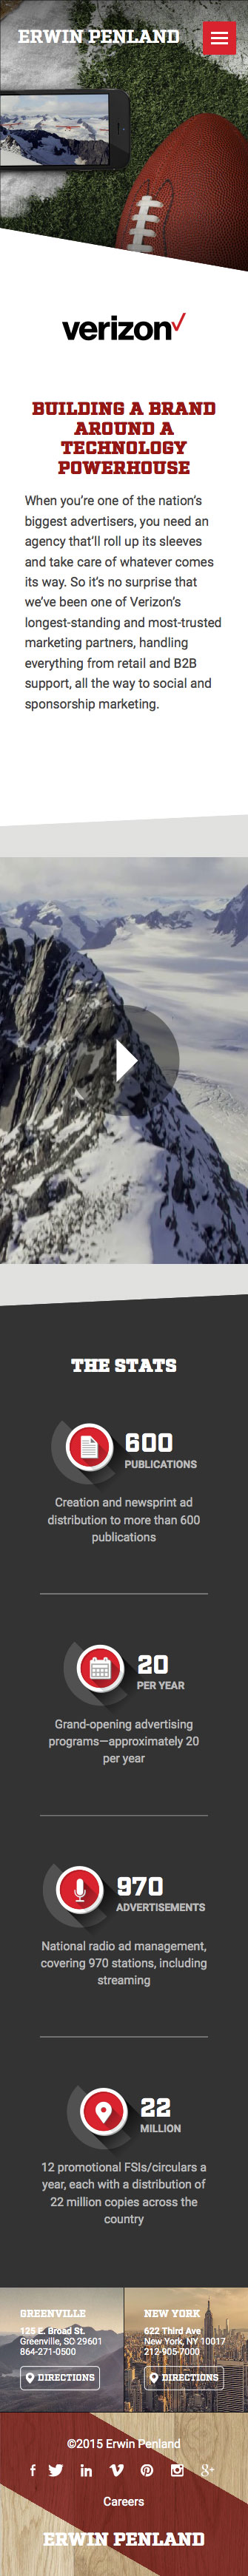 ERWIN PENLAND
verizon
BUILDING A BRAND
AROUND A
TECHNOLOGY
POWERHOUSE
When you're one of the nation's
biggest advertisers, you need an
agency that'll roll up its sleeves
and take care of whatever comes
its way. So it's no surprise that
we've been one of Verizon's
longest-standing and most-trusted
marketing partners, handling
everything from retail and B2B
support, all the way to social and
sponsorship marketing.
THE STATS
600
PUBLICATIONS
Creation and newsprint ad
distribution to more than 600
publications
20
PER YEAR
Grand-opening advertising
programs—approximately 20
per year
970
ADVERTISEMENTS
National radio ad management,
covering 970 stations, including
streaming
22
MILLION
12 promotional FSIs/circulars a
year, each with a distribution of
22 million copies across the
country
GREENVILLE
125 E. Broad St.
Greenville, SC 29601
864-271-0500
DIRECTIONS
NEW YORK
622 Third Ave
New York, NY 10017
212-905-7000
DIRECTIONS
©2015 Erwin Penland
Careers
ERWIN PENLAND